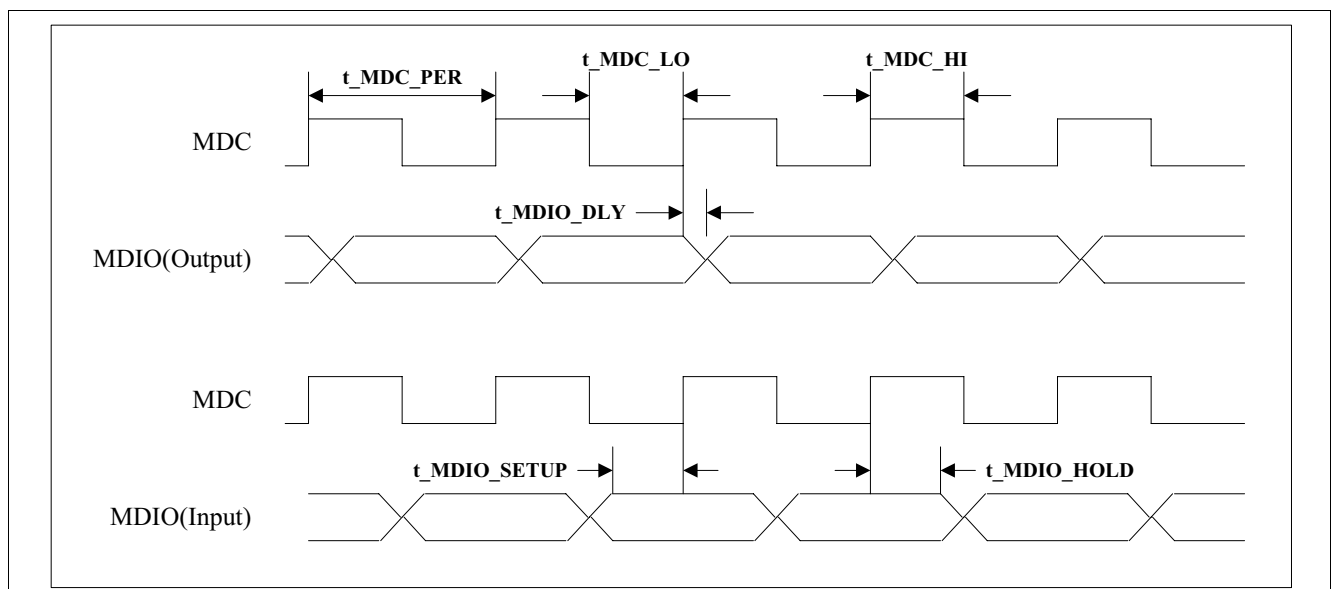 t_MDC_LO
t_MDC_HI
t_MDC_PER
MDC
t_MDIO_DLY
MDIO(Output)
MDC
t_MDIO_SETUP
t_MDIO_HOLD
MDIO(Input)